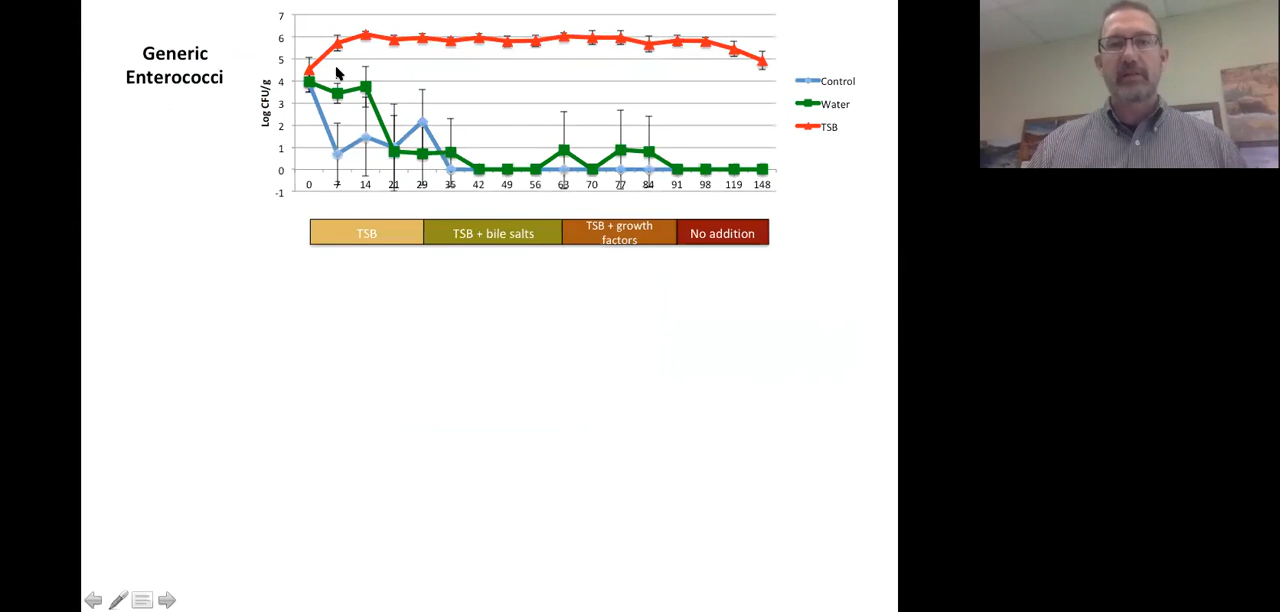 Generic
Enterococci
Log CFU/g
7
6
5
4
3
2
1
0
-1
0 7 14 21 29 35 42 49 56 63 70 77 84 91 98 119 148
Control
Water
TSB
TSB
TSB + bile salts
TSB + growth
factors
No addition